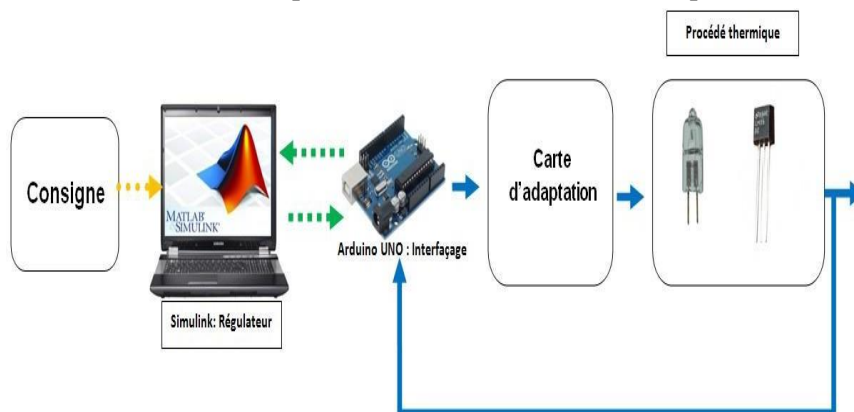 Procédé thermique
Consigne
MATLAB
SIMULINK
Arduino UNO : Interfaçage
Carte
d'adaptation
Simulink: Régulateur